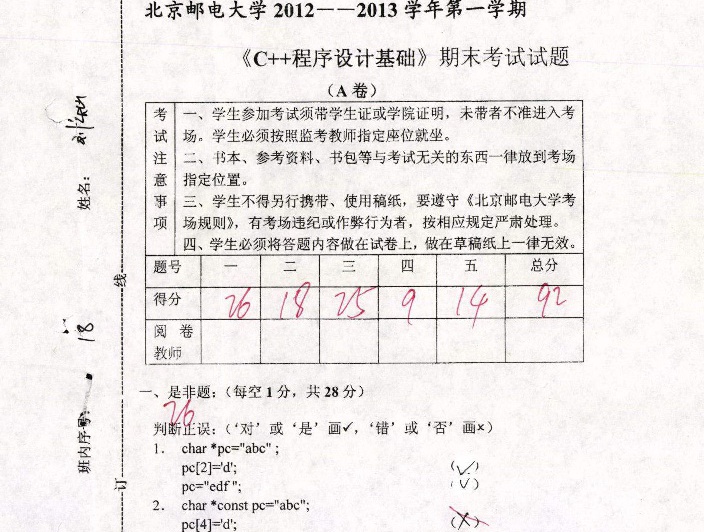 北京邮电大学 2012——2013 学年第一学期
《C++程序设计基础》期末考试试题
（A 卷）
考试注意事项
一、学生参加考试须带学生证或学院证明，未带者不准进入考
场。学生必须按照监考教师指定座位就坐。
二、书本、参考资料、书包等与考试无关的东西一律放到考场
指定位置。
三、学生不得另行携带、使用稿纸，要遵守《北京邮电大学考
场规则》，有考场违纪或作弊行为者，按相应规定严肃处理。
四、学生必须将答题内容做在试卷上，做在草稿纸上一律无效。
题号 一 二 三 四 五 总分
得分 26 18 25 9 14 92
阅卷
教师
一、是非题：（每空 1 分，共 28 分）
26
判断正误:（‘对’或‘是’画✓，‘错’或‘否’画×）
1. char *pc="abc" ;
pc[2]='d'; (✓)
pc="edf "; (✓)
2. char *const pc="abc";
pc[4]='d'; (X)
姓名：
线
18
班内序号：
订